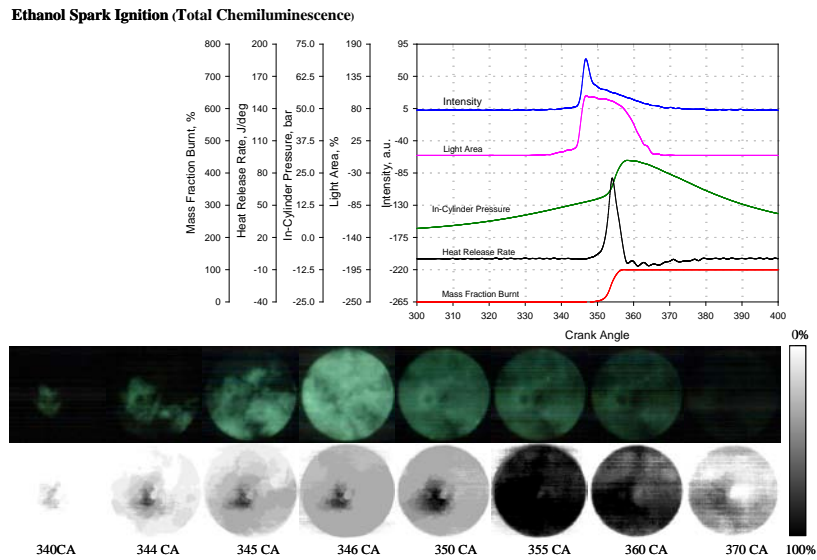 Ethanol Spark Ignition (Total Chemiluminescence)
800 200 75.0 190 95
700 170 62.5 135 50
600 140 50.0 80 5
500 110 37.5 25 -40
400 80 25.0 -30 -85
300 50 12.5 -85 -130
200 20 0.0 -140 -175
100 -10 -12.5 -195 -220
0 -40 -25.0 -250 -265
Mass Fraction Burnt, %
Heat Release Rate, J/deg
In-Cylinder Pressure, bar
Light Area, %
Intensity, a.u.
Intensity
Light Area
In-Cylinder Pressure
Heat Release Rate
Mass Fraction Burnt
300 310 320 330 340 350 360 370 380 390 400
Crank Angle
0%
340CA 344 CA 345 CA 346 CA 350 CA 355 CA 360 CA 370 CA 100%